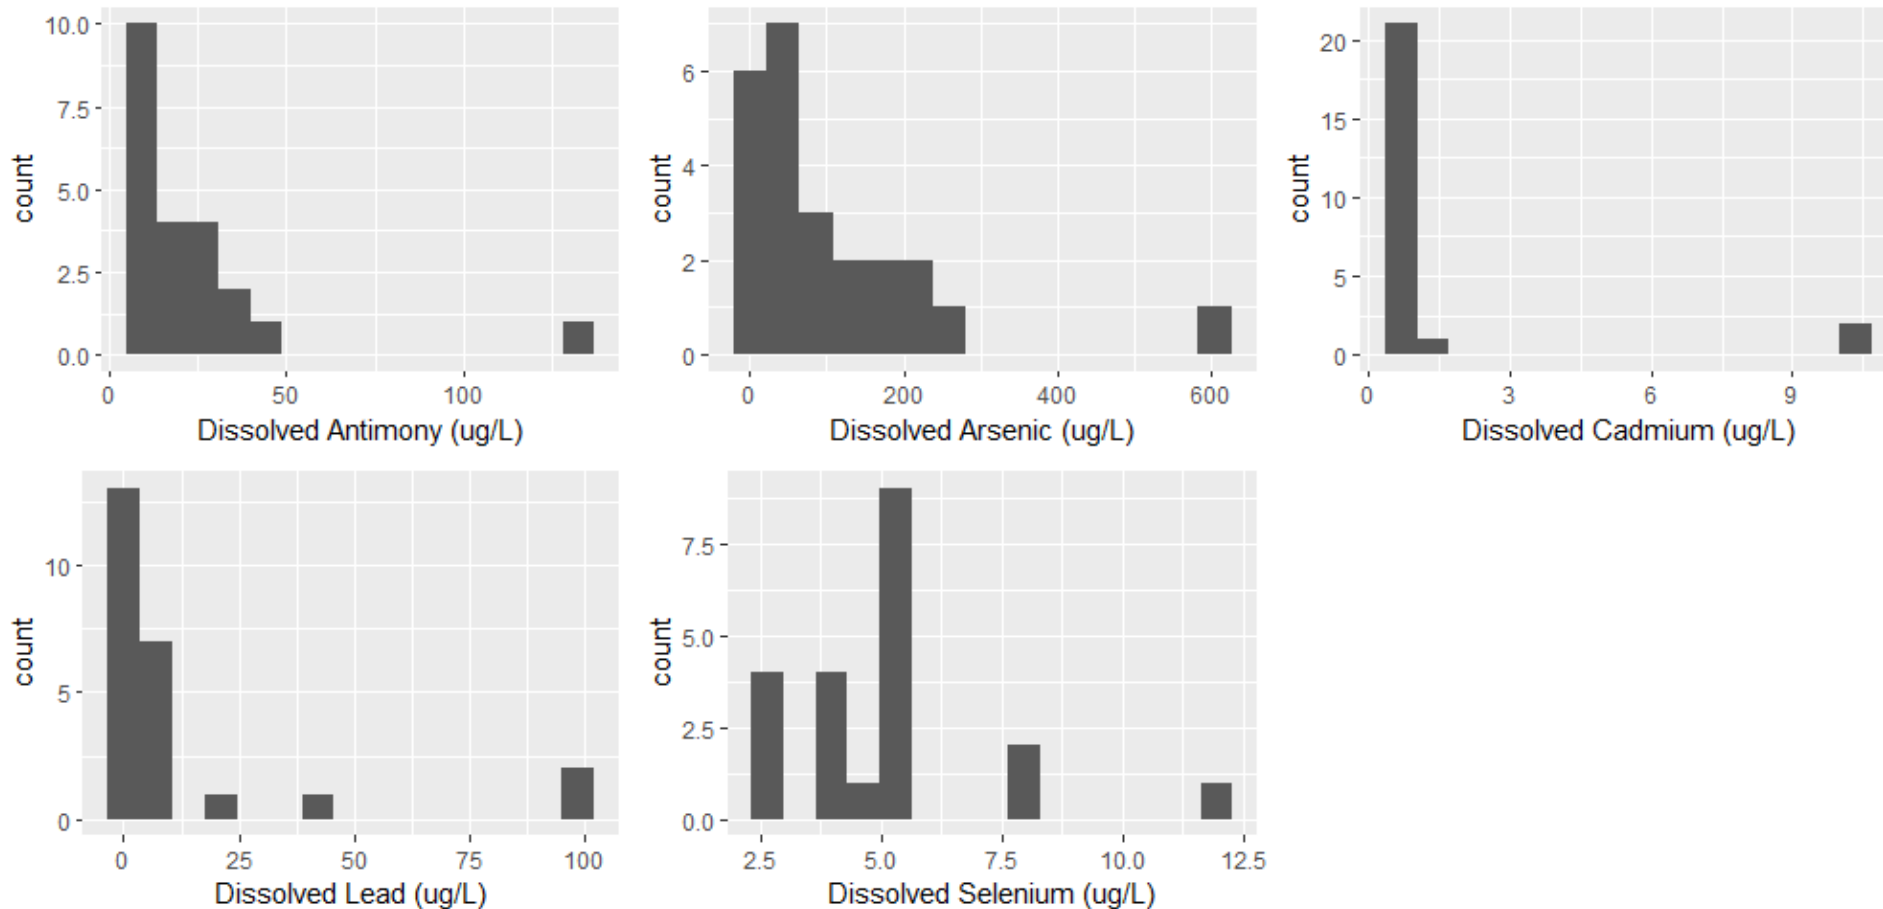 10.0
7.5
5.0
2.5
0.0
count
0 50 100
Dissolved Antimony (ug/L)
6
4
2
0
count
0 200 400 600
Dissolved Arsenic (ug/L)
20
15
10
5
0
count
0 3 6 9
Dissolved Cadmium (ug/L)
10
5
0
count
0 25 50 75 100
Dissolved Lead (ug/L)
7.5
5.0
2.5
0.0
count
2.5 5.0 7.5 10.0 12.5
Dissolved Selenium (ug/L)